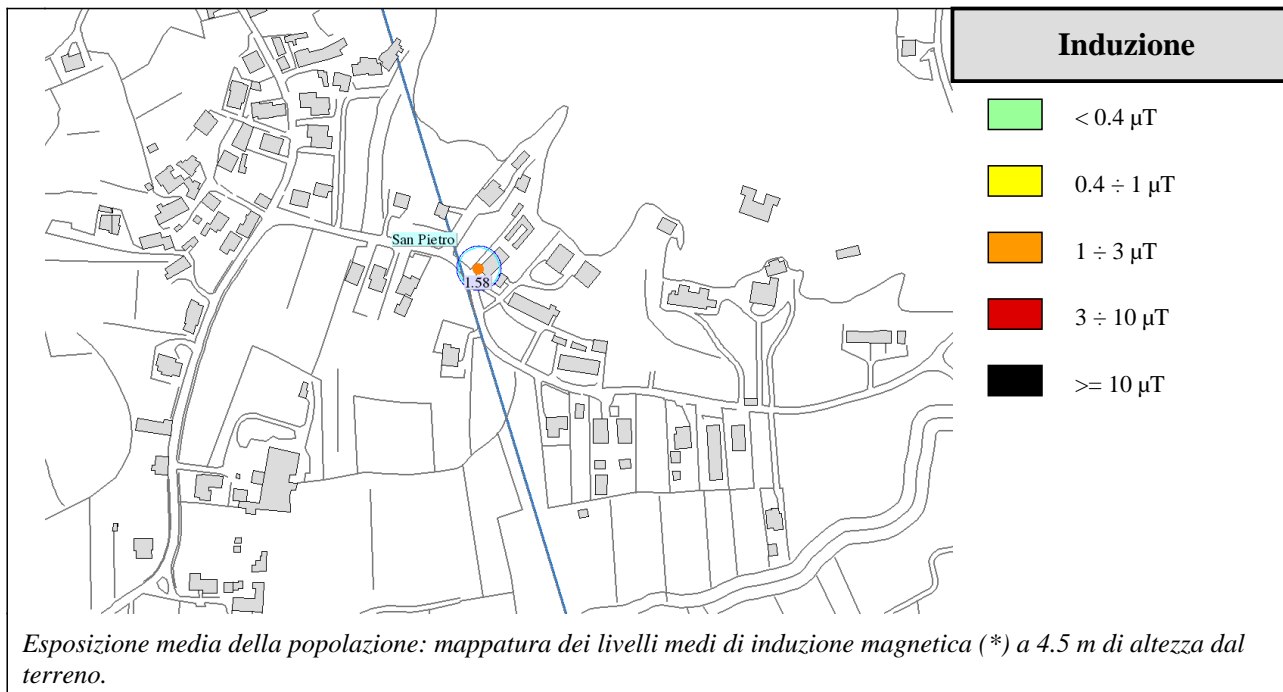 Induzione
< 0.4 µT
0.4 ÷ 1 µT
1 ÷ 3 µT
3 ÷ 10 µT
>= 10 µT
San Pietro
1.58
Esposizione media della popolazione: mappatura dei livelli medi di induzione magnetica (*) a 4.5 m di altezza dal
terreno.